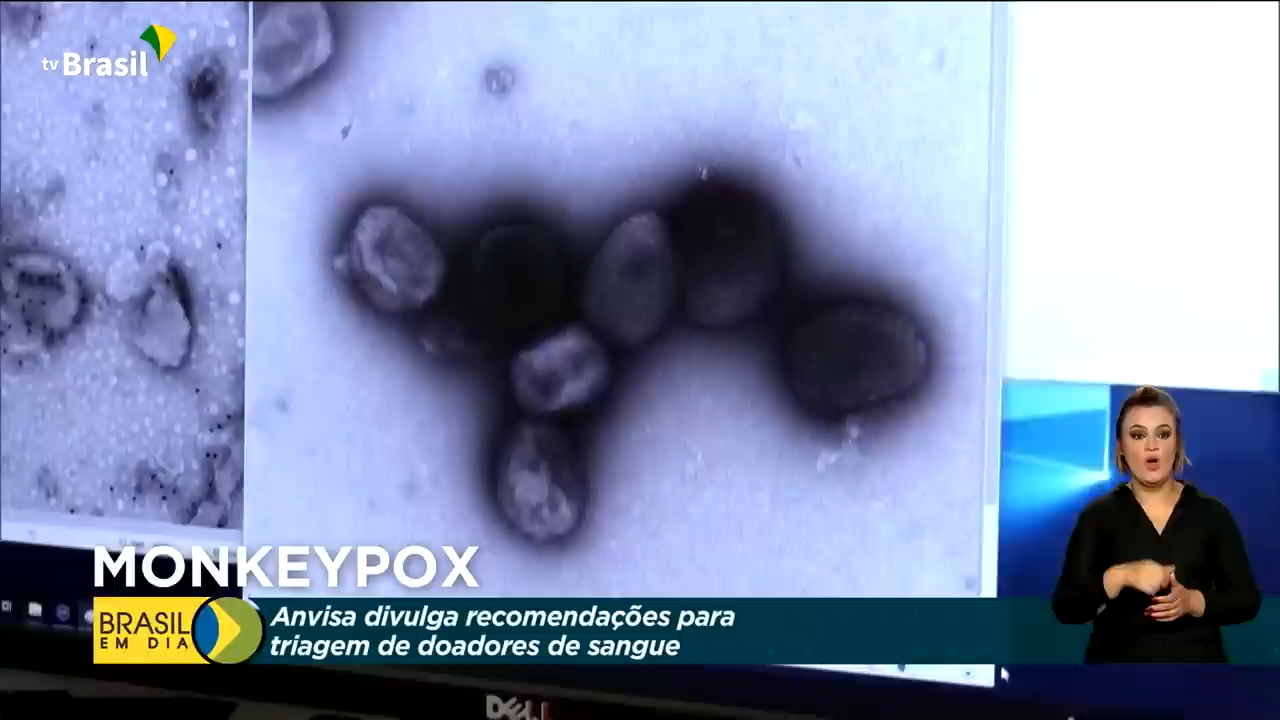 tv Brasil
MONKEYPOX
BRASIL
EM DIA
Anvisa divulga recomendações para
triagem de doadores de sangue
DELL